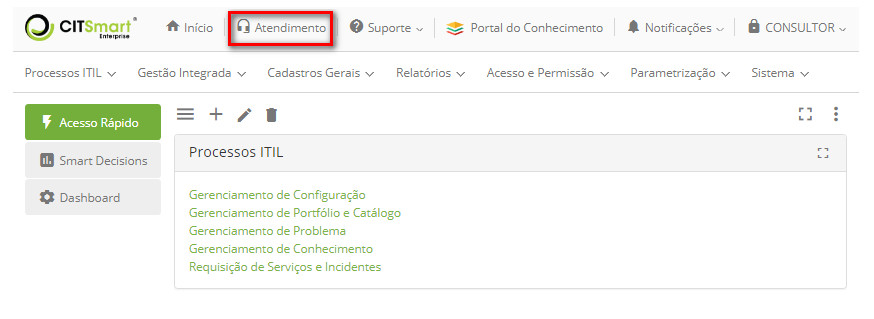 CITSmart®
Enterprise
Início
Atendimento
Suporte
Portal do Conhecimento
Notificações
CONSULTOR
Processos ITIL
Gestão Integrada
Cadastros Gerais
Relatórios
Acesso e Permissão
Parametrização
Sistema
Acesso Rápido
Smart Decisions
Dashboard
Processos ITIL
Gerenciamento de Configuração
Gerenciamento de Portfólio e Catálogo
Gerenciamento de Problema
Gerenciamento de Conhecimento
Requisição de Serviços e Incidentes